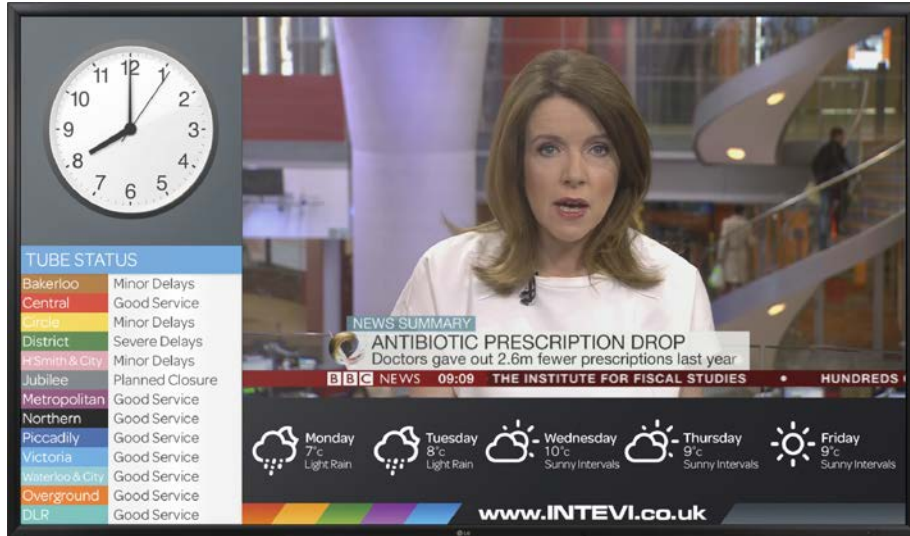 12
1
2
3
4
5
6
7
8
9
10
11
TUBE STATUS
Bakerloo Minor Delays
Central Good Service
Circle Minor Delays
District Severe Delays
H'Smith & City Minor Delays
Jubilee Planned Closure
Metropolitan Good Service
Northern Good Service
Piccadily Good Service
Victoria Good Service
Waterloo & City Good Service
Overground Good Service
DLR Good Service
NEWS SUMMARY
ANTIBIOTIC PRESCRIPTION DROP
Doctors gave out 2.6m fewer prescriptions last year
BBC NEWS 09:09 THE INSTITUTE FOR FISCAL STUDIES • HUNDREDS
Monday
7°c
Light Rain
Tuesday
8°c
Light Rain
Wednesday
10°c
Sunny Intervals
Thursday
9°c
Sunny Intervals
Friday
9°c
Sunny Intervals
www.INTEVI.co.uk
LG